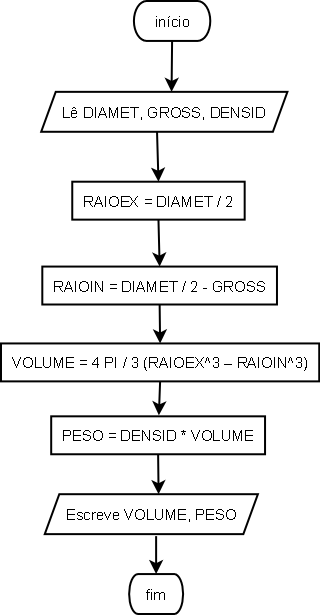 início
Lê DIAMET, GROSS, DENSID
RAIOEX = DIAMET / 2
RAIOIN = DIAMET / 2 - GROSS
VOLUME = 4 PI / 3 (RAIOEX^3 – RAIOIN^3)
PESO = DENSID * VOLUME
Escreve VOLUME, PESO
fim